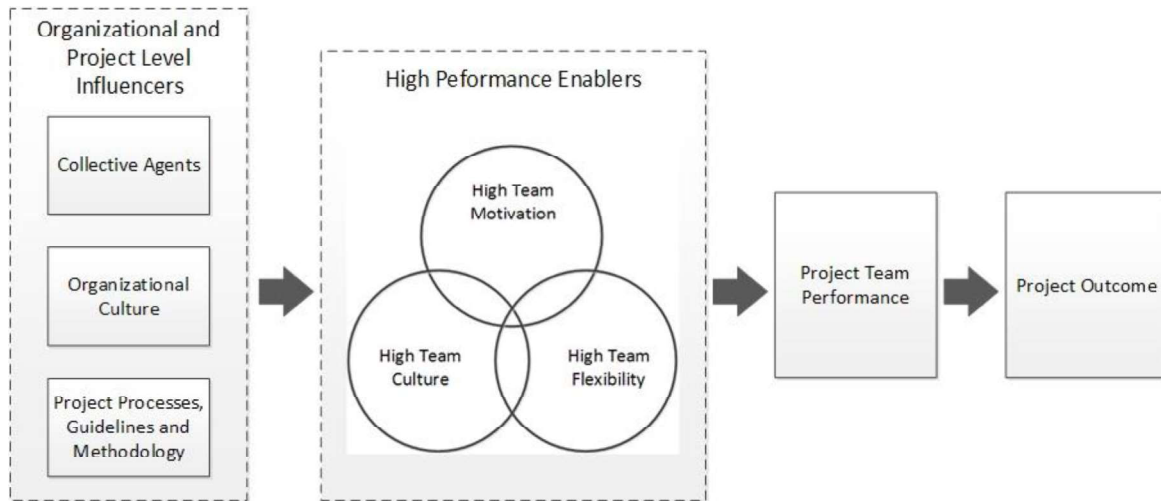 Organizational and
Project Level
Influencers
Collective Agents
Organizational
Culture
Project Processes,
Guidelines and
Methodology
High Peformance Enablers
High Team
Motivation
High Team
Culture
High Team
Flexibility
Project Team
Performance
Project Outcome